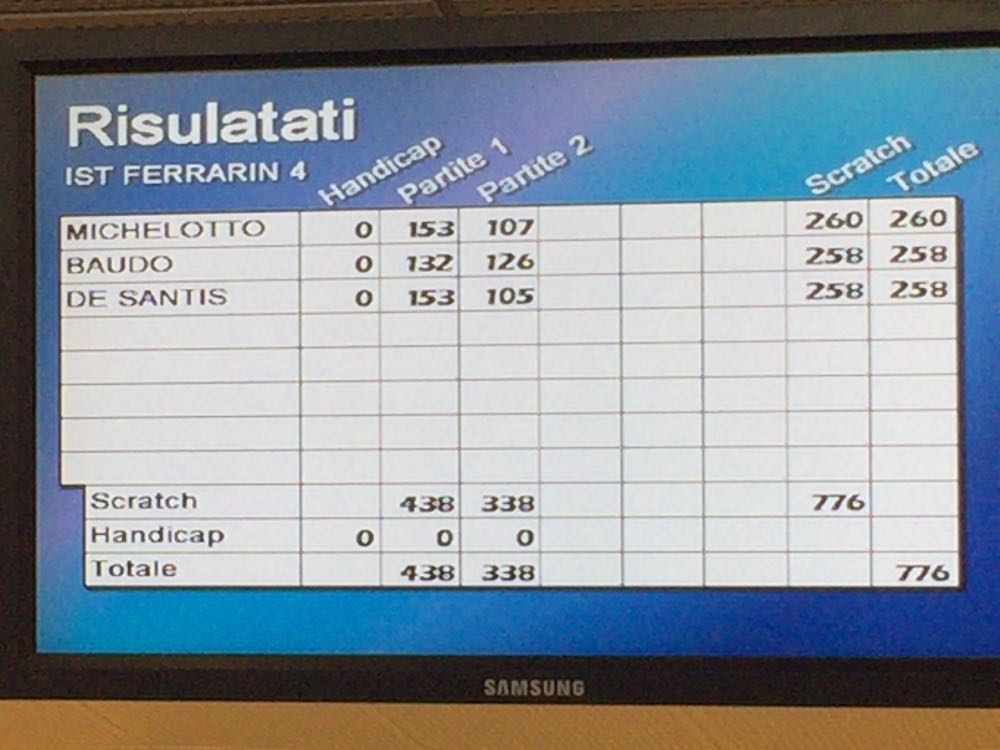 Risulatati
IST FERRARIN 4
Handicap Partite 1 Partite 2 Scratch Totale
MICHELOTTO 0 153 107 260 260
BAUDO 0 132 126 258 258
DE SANTIS 0 153 105 258 258
Scratch 438 338 776
Handicap 0 0 0
Totale 438 338 776
SAMSUNG